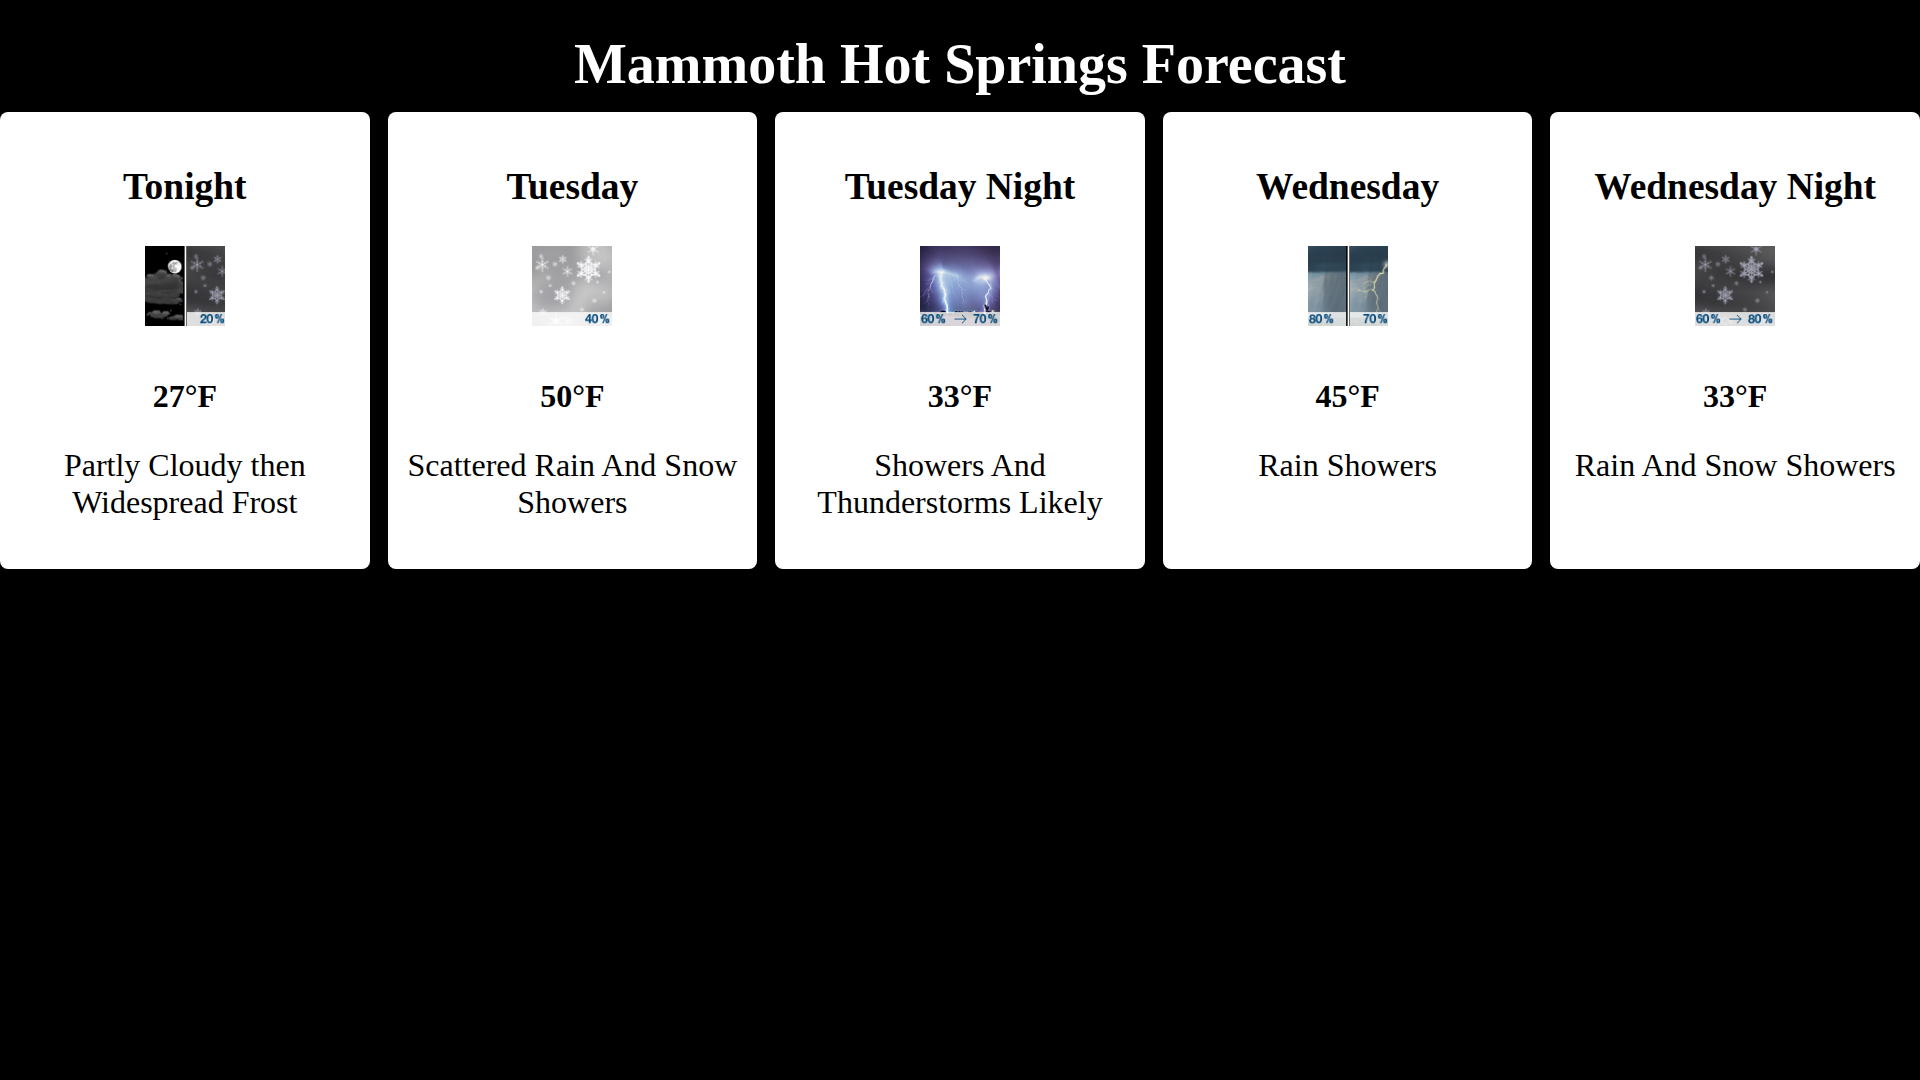 Mammoth Hot Springs Forecast
Tonight
20%
27°F
Partly Cloudy then
Widespread Frost
Tuesday
40%
50°F
Scattered Rain And Snow
Showers
Tuesday Night
60% → 70%
33°F
Showers And
Thunderstorms Likely
Wednesday
80% 70%
45°F
Rain Showers
Wednesday Night
60% → 80%
33°F
Rain And Snow Showers